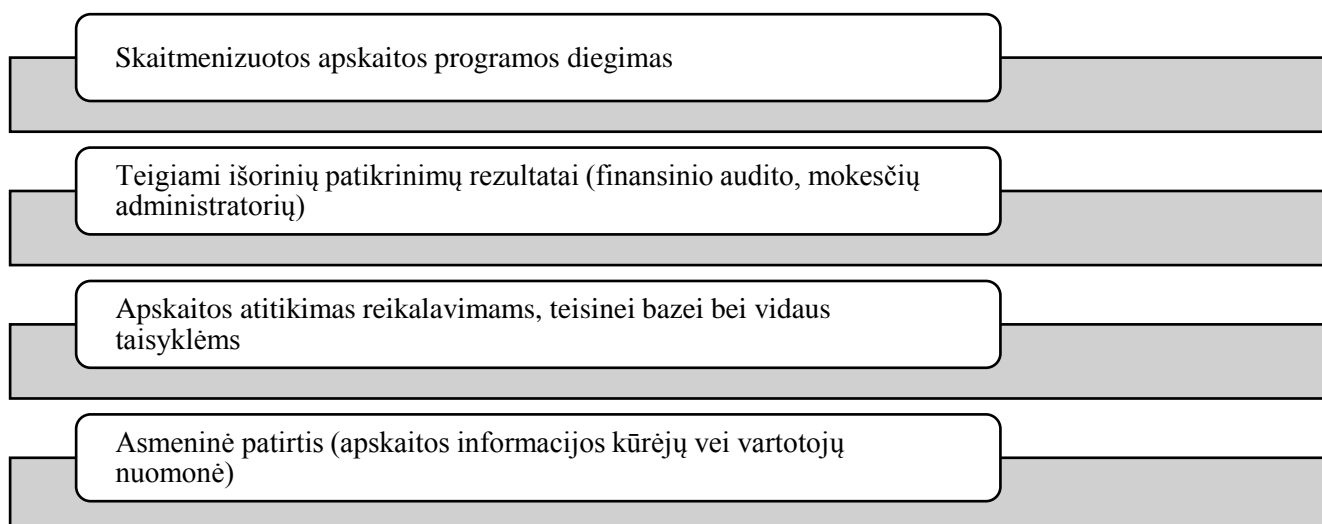 Skaitmenizuotos apskaitos programos diegimas
Teigiami išorinių patikrinimų rezultatai (finansinio audito, mokesčių
administratorių)
Apskaitos atitikimas reikalavimams, teisinei bazei bei vidaus
taisyklėms
Asmeninė patirtis (apskaitos informacijos kūrėjų vei vartotojų
nuomonė)